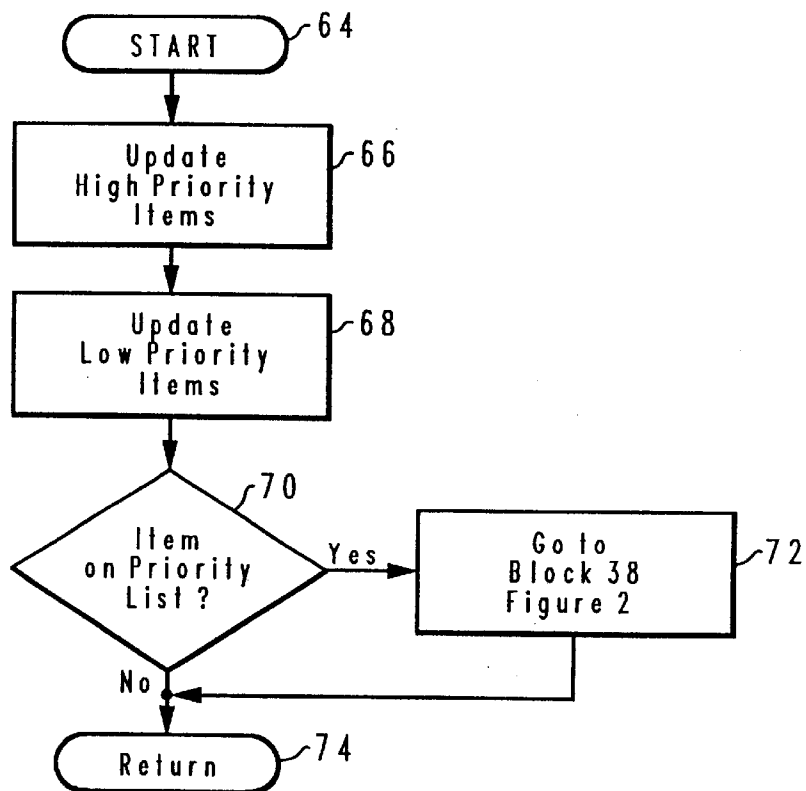 START
64
Update
High Priority
Items
66
Update
Low Priority
Items
68
Item
on Priority
List ?
70
Yes
Go to
Block 38
Figure 2
72
No
Return
74